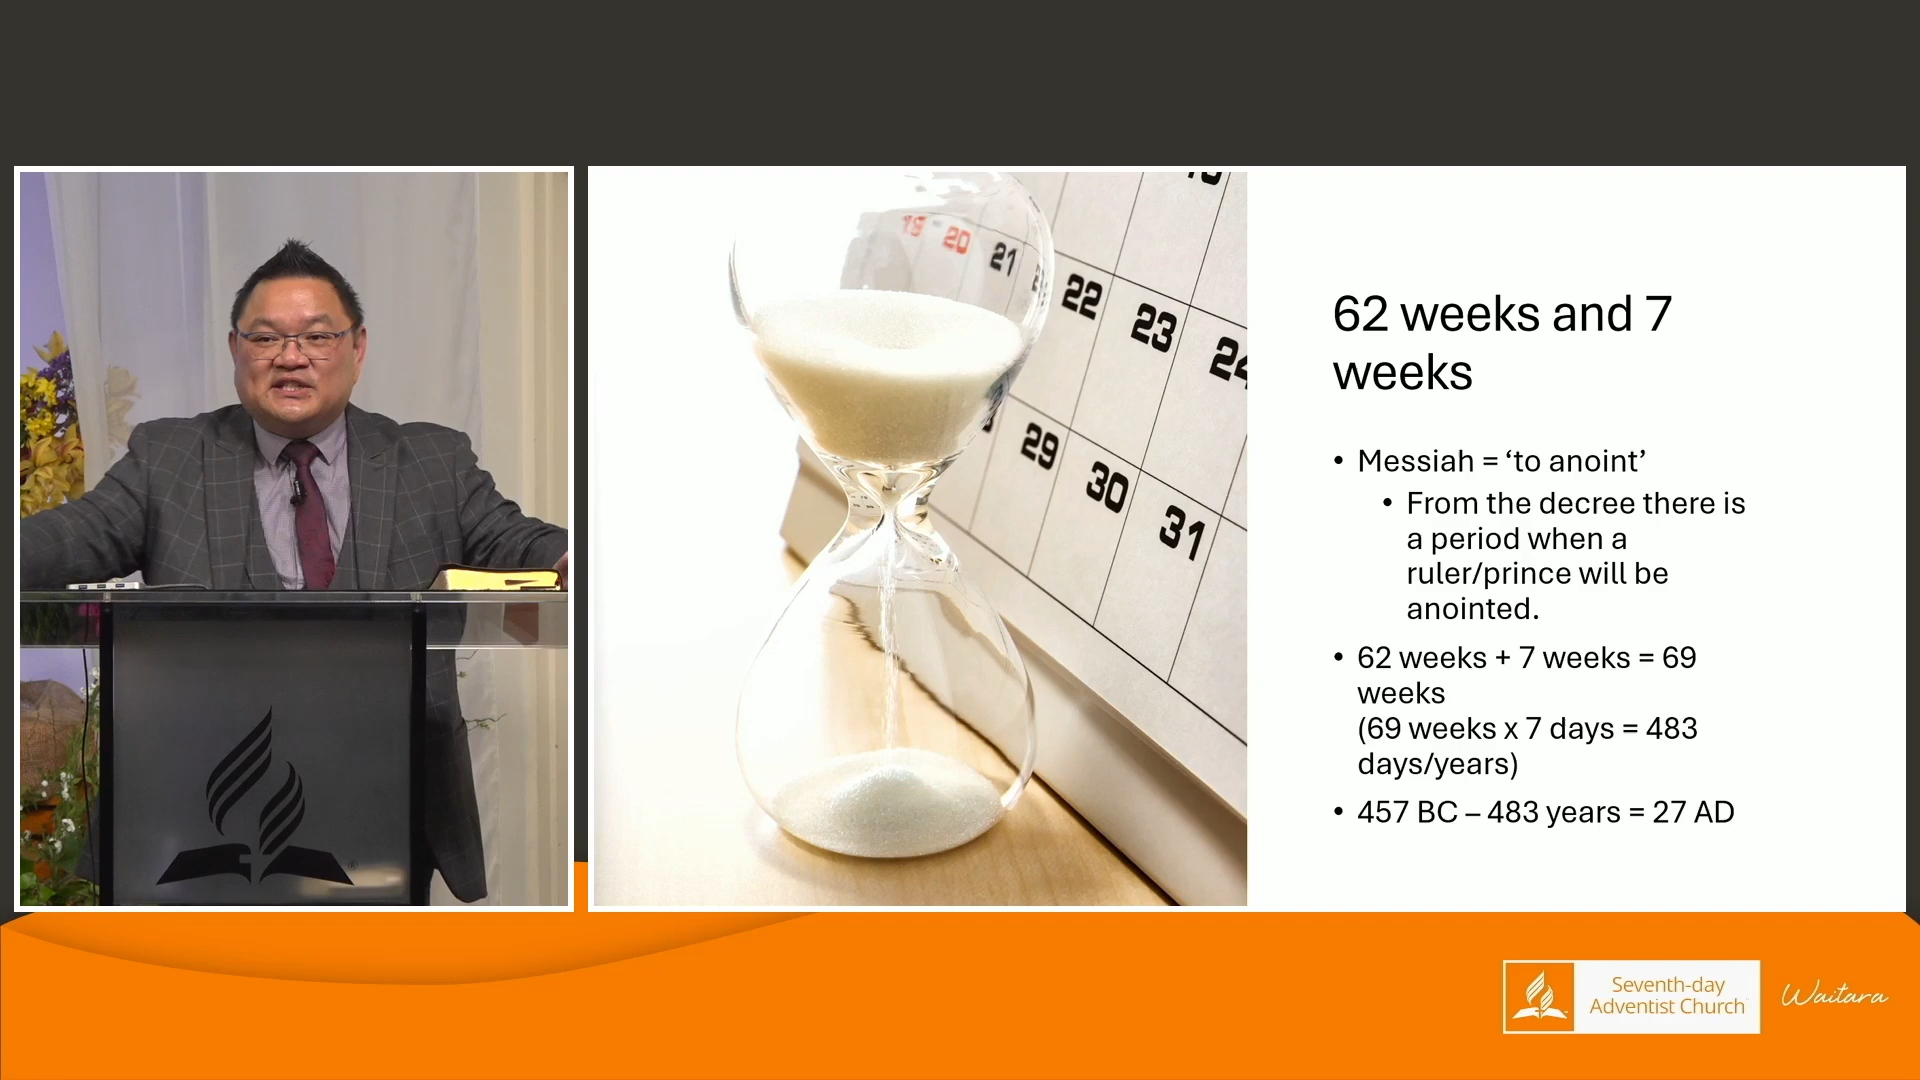 62 weeks and 7
weeks
• Messiah = ‘to anoint’
• From the decree there is
a period when a
ruler/prince will be
anointed.
• 62 weeks + 7 weeks = 69
weeks
(69 weeks x 7 days = 483
days/years)
• 457 BC – 483 years = 27 AD
20
21
22
23
24
29
30
31
Seventh-day
Adventist Church
Waitara